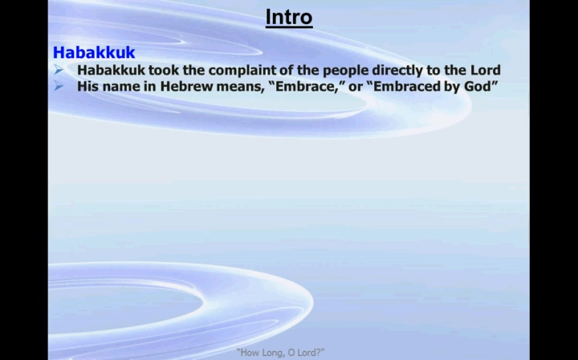 Intro
Habakkuk
Habakkuk took the complaint of the people directly to the Lord
His name in Hebrew means, “Embrace,” or “Embraced by God”
“How Long, O Lord?”